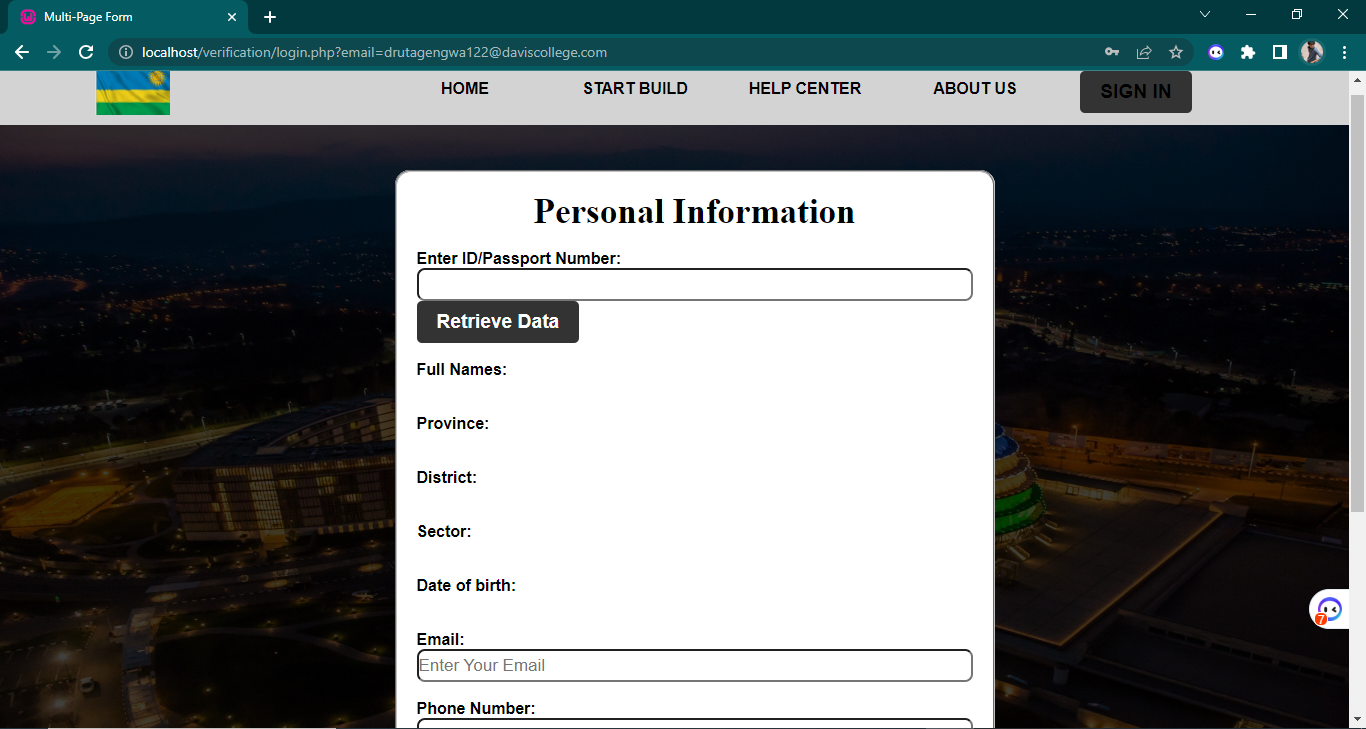 Multi-Page Form
localhost/verification/login.php?email=drutagengwa122@daviscollege.com
HOME
START BUILD
HELP CENTER
ABOUT US
SIGN IN
Personal Information
Enter ID/Passport Number:
Retrieve Data
Full Names:
Province:
District:
Sector:
Date of birth:
Email:
Enter Your Email
7
Phone Number: